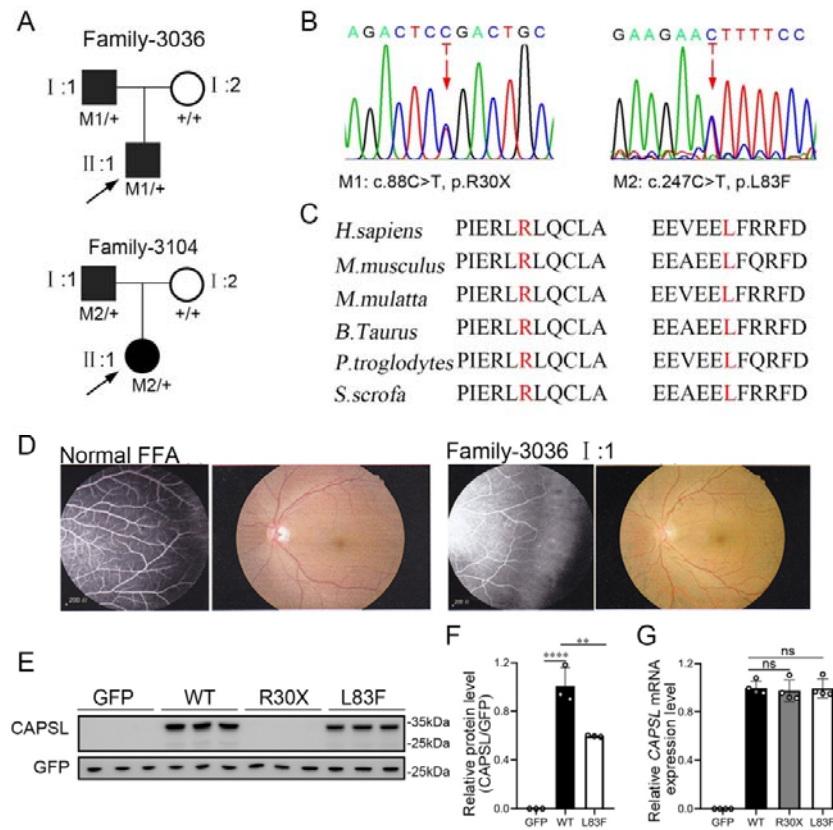 A
Family-3036
I:1
I:2
M1/+
+/+
II:1
M1/+
Family-3104
I:1
I:2
M2/+
+/+
II:1
M2/+
B
AGACTCCGACTGC
T
M1: c.88C>T, p.R30X
GAAGAACTTTTCC
T
M2: c.247C>T, p.L83F
C
H.sapiens PIERLRLQCLA EEVEELFRRFD
M.musculus PIERLRLQCLA EEAEELFQRFD
M.mulatta PIERLRLQCLA EEVEELFRRFD
B.Taurus PIERLRLQCLA EEAEELFRRFD
P.troglodytes PIERLRLQCLA EEVEELFQRFD
S.scrofa PIERLRLQCLA EEAEELFRRFD
D
Normal FFA
Family-3036 I:1
E
GFP WT R30X L83F
CAPSL
-35kDa
-25kDa
GFP
-25kDa
F
Relative protein level
(CAPSL/GFP)
1.2
0.8
0.4
0.0
****
**
GFP WT L83F
G
Relative CAPSL mRNA
expression level
1.2
0.8
0.4
0.0
ns
ns
GFP WT R30X L83F